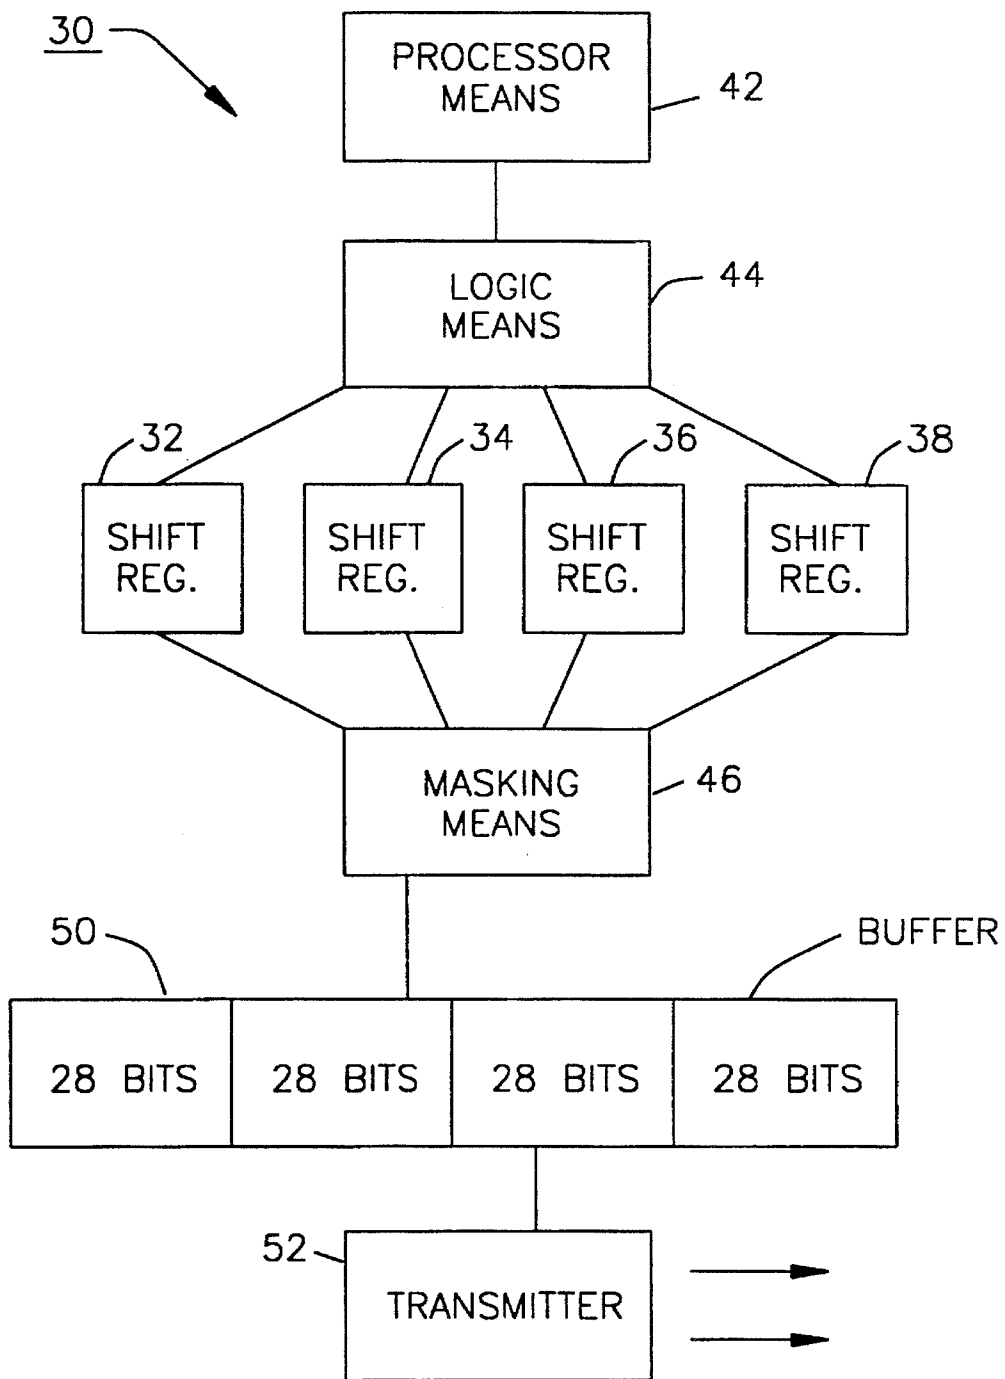 30
PROCESSOR
MEANS
42
LOGIC
MEANS
44
32
34
36
38
SHIFT
REG.
SHIFT
REG.
SHIFT
REG.
SHIFT
REG.
MASKING
MEANS
46
50
BUFFER
28 BITS
28 BITS
28 BITS
28 BITS
52
TRANSMITTER